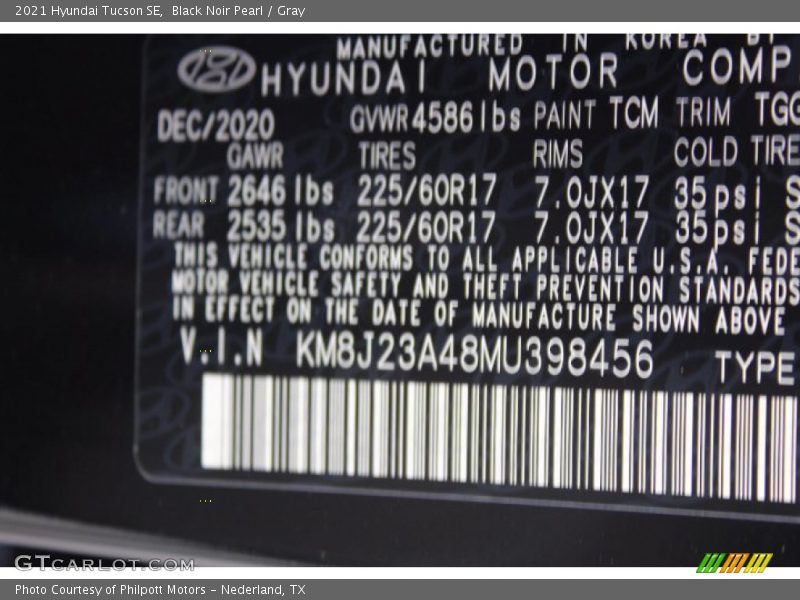 2021 Hyundai Tucson SE,  Black Noir Pearl / Gray
MANUFACTURED IN KOREA BY
HYUNDAI MOTOR COMP
DEC/2020 GVWR 4586 lbs PAINT TCM TRIM TGG
GAWR TIRES RIMS COLD TIRE
FRONT 2646 lbs 225/60R17 7.0JX17 35psi
REAR 2535 lbs 225/60R17 7.0JX17 35psi
THIS VEHICLE CONFORMS TO ALL APPLICABLE U.S.A. FEDE
MOTOR VEHICLE SAFETY AND THEFT PREVENTION STANDARDS
IN EFFECT ON THE DATE OF MANUFACTURE SHOWN ABOVE
V.I.N KM8J23A48MU398456 TYPE
GTCARLOT.COM
Photo Courtesy of Philpott Motors - Nederland, TX